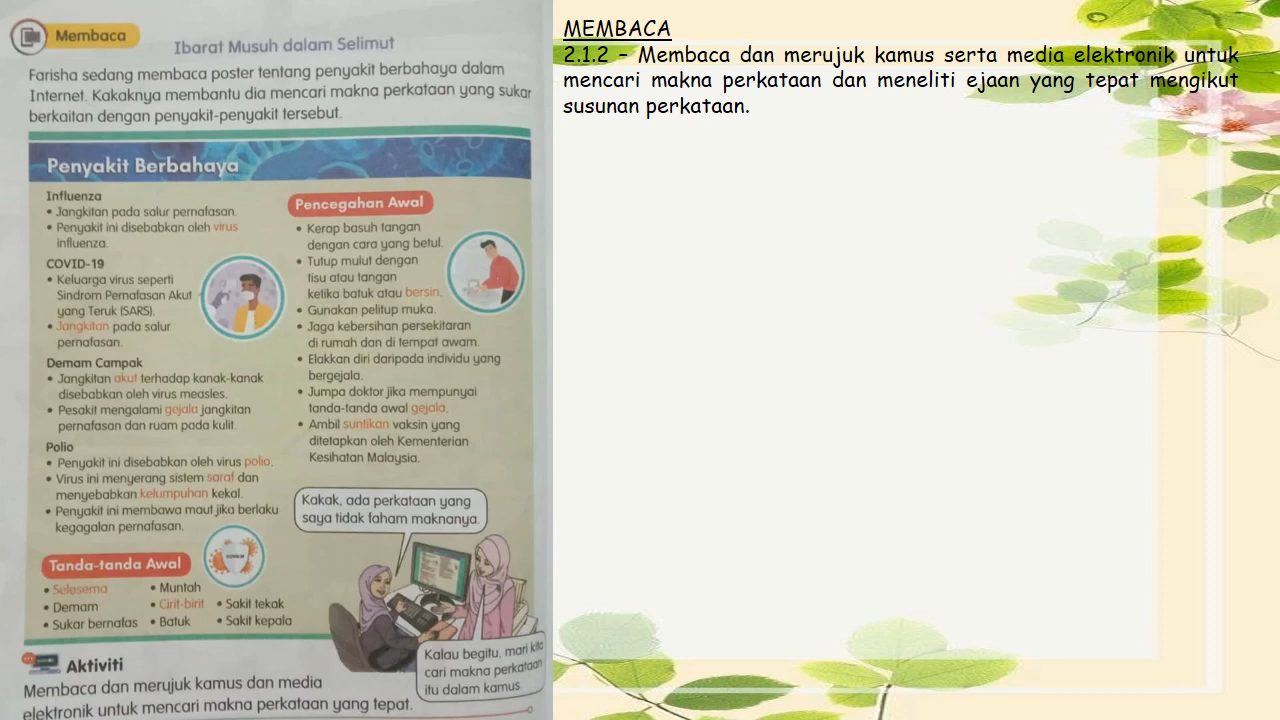 Membaca
Ibarat Musuh dalam Selimut
Farisha sedang membaca poster tentang penyakit berbahaya dalam
Internet. Kakaknya membantu dia mencari makna perkataan yang sukar
berkaitan dengan penyakit-penyakit tersebut.
Penyakit Berbahaya
Influenza
• Jangkitan pada salur pernafasan.
• Penyakit ini disebabkan oleh virus
influenza.
COVID-19
• Keluarga virus seperti
Sindrom Pernafasan Akut
yang Teruk (SARS).
• Jangkitan pada salur
pernafasan.
Demam Campak
• Jangkitan akut terhadap kanak-kanak
disebabkan oleh virus measles.
• Pesakit mengalami gejala jangkitan
pernafasan dan ruam pada kulit.
Polio
• Penyakit ini disebabkan oleh virus polio.
• Virus ini menyerang sistem saraf dan
menyebabkan kelumpuhan kekal.
• Penyakit ini membawa maut jika berlaku
kegagalan pernafasan.
Tanda-tanda Awal
• Selesema
• Demam
• Sukar bernafas
• Muntah
• Cirit-birit
• Batuk
• Sakit tekak
• Sakit kepala
Pencegahan Awal
• Kerap basuh tangan
dengan cara yang betul.
• Tutup mulut dengan
tisu atau tangan
ketika batuk atau bersin.
• Gunakan pelitup muka.
• Jaga kebersihan persekitaran
di rumah dan di tempat awam.
• Elakkan diri daripada individu yang
bergejala.
• Jumpa doktor jika mempunyai
tanda-tanda awal gejala.
• Ambil suntikan vaksin yang
ditetapkan oleh Kementerian
Kesihatan Malaysia.
Kakak, ada perkataan yang
saya tidak faham maknanya.
Kalau begitu, mari kita
cari makna perkataan
itu dalam kamus.
Aktiviti
Membaca dan merujuk kamus dan media
elektronik untuk mencari makna perkataan yang tepat.
MEMBACA
2.1.2 – Membaca dan merujuk kamus serta media elektronik untuk
mencari makna perkataan dan meneliti ejaan yang tepat mengikut
susunan perkataan.